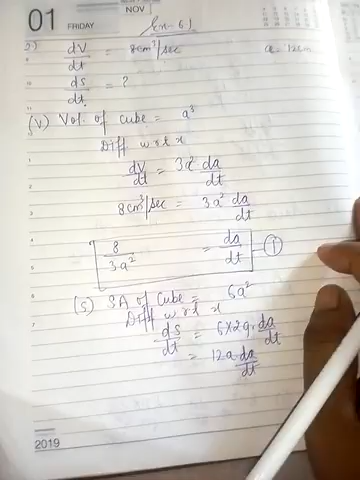 01 FRIDAY
NOV
Ex - 6.1
2) dV/dt = 8cm³/sec
a = 12cm
ds/dt = ?
(V) Vol. of cube = a³
Diff w r t x
dV/dt = 3a² da/dt
8cm³/sec = 3a² da/dt
8/3a² = da/dt — ①
(S) SA of Cube = 6a²
Diff w r t x
ds/dt = 6×2a. da/dt
= 12a da/dt
2019